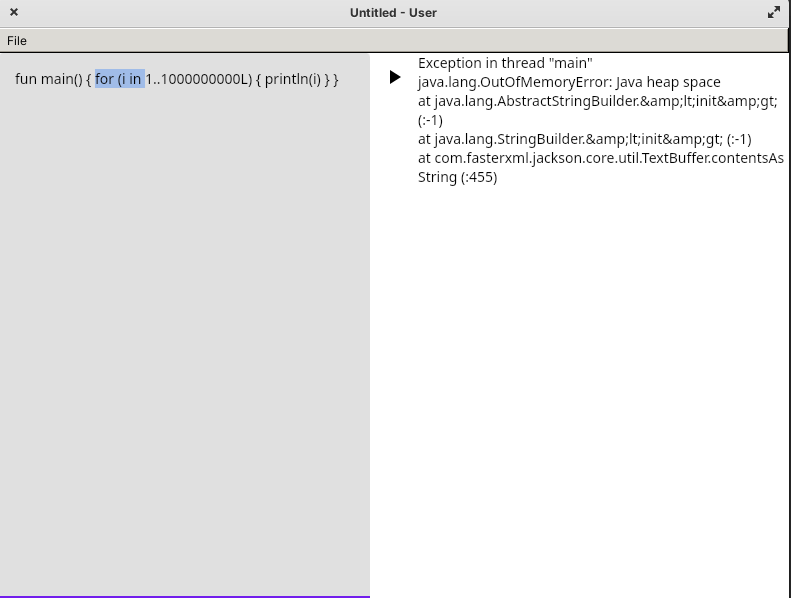 Untitled - User
File
fun main() { for (i in 1..1000000000L) { println(i) } }
Exception in thread "main"
java.lang.OutOfMemoryError: Java heap space
at java.lang.AbstractStringBuilder.&amp;lt;init&amp;gt;
(:-1)
at java.lang.StringBuilder.&amp;lt;init&amp;gt; (:-1)
at com.fasterxml.jackson.core.util.TextBuffer.contentsAs
String (:455)